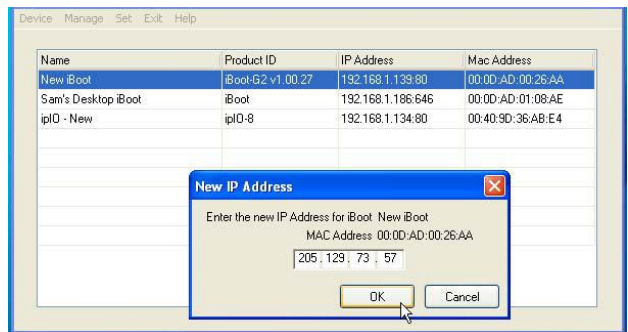 Device Manage Set Exit Help
Name Product ID IP Address Mac Address
New iBoot iBoot-G2 v1.00.27 192.168.1.139:80 00:0D:AD:00:26:AA
Sam's Desktop iBoot iBoot 192.168.1.186:646 00:0D:AD:01:08:AE
ipIO - New ipIO-8 192.168.1.134:80 00:40:9D:36:AB:E4
New IP Address
Enter the new IP Address for iBoot New iBoot
MAC Address 00:0D:AD:00:26:AA
205 . 129 . 73 . 57
OK Cancel